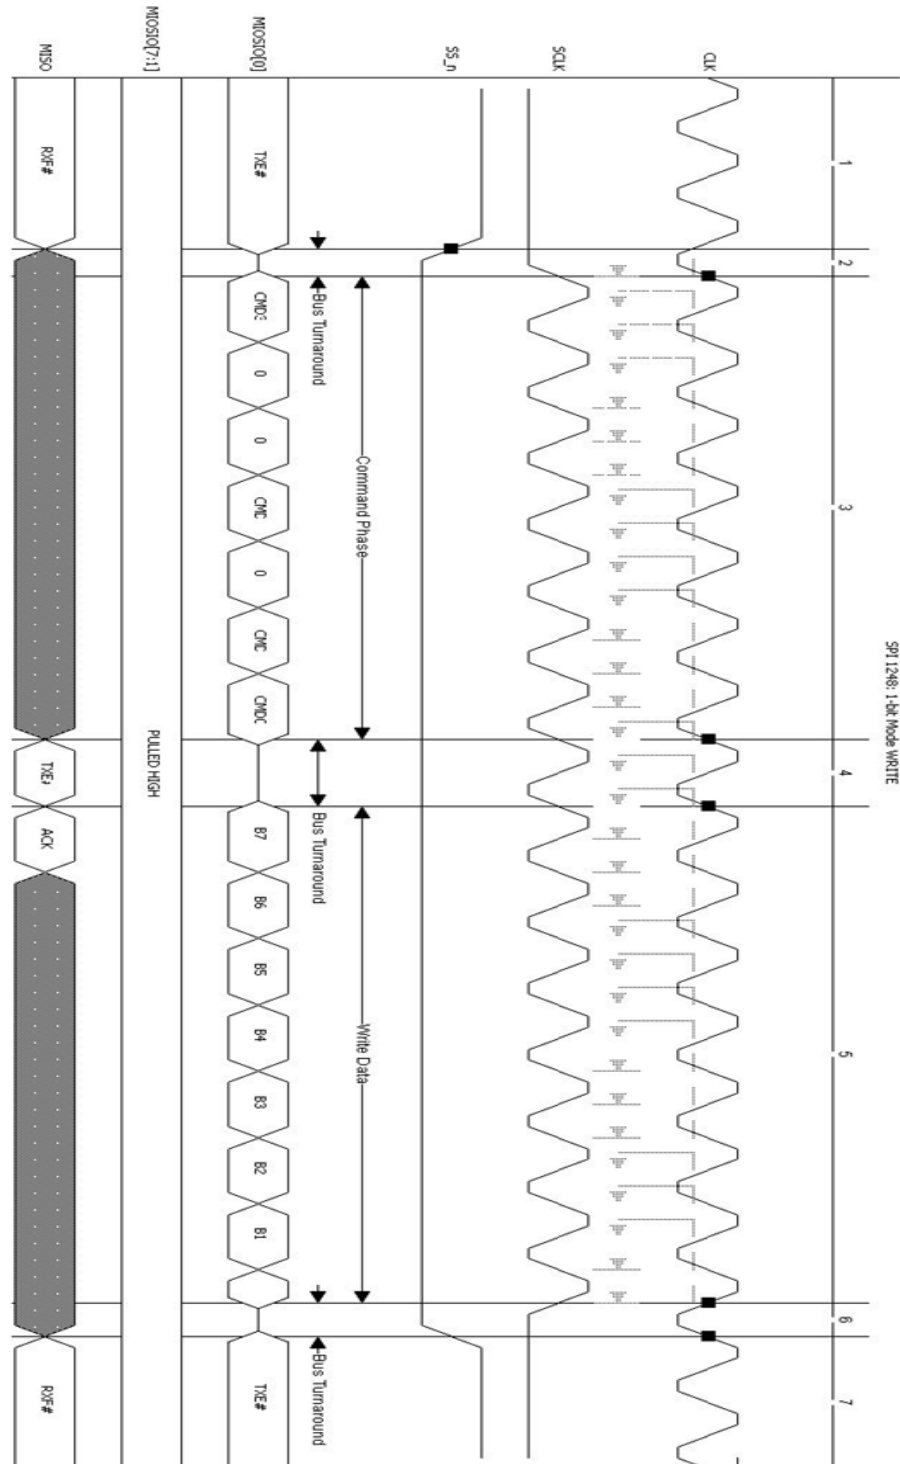 SPI 1248: 1-bit Mode WRITE
1
2
3
4
5
6
7
CLK
SCLK
SS_n
Command Phase
Write Data
Bus Turnaround
Bus Turnaround
Bus Turnaround
MIOSIO[0]
TXE#
CMD3
0
0
CMD
0
CMD
CMD0
B7
B6
B5
B4
B3
B2
B1
TXE#
MIOSIO[7:1]
PULLED HIGH
MISO
RXF#
TXE#
ACK
RXF#